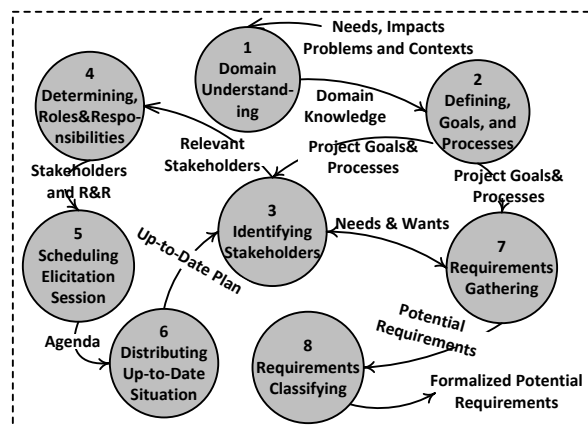 Needs, Impacts
Problems and Contexts
1
Domain
Understand-
ing
Domain
Knowledge
2
Defining,
Goals, and
Processes
4
Determining,
Roles&Respo-
nsibilities
Relevant
Stakeholders
Project Goals&
Processes
Project Goals&
Processes
Stakeholders
and R&R
3
Identifying
Stakeholders
Needs & Wants
5
Scheduling
Elicitation
Session
Up-to-Date Plan
7
Requirements
Gathering
Agenda
6
Distributing
Up-to-Date
Situation
Potential
Requirements
8
Requirements
Classifying
Formalized Potential
Requirements